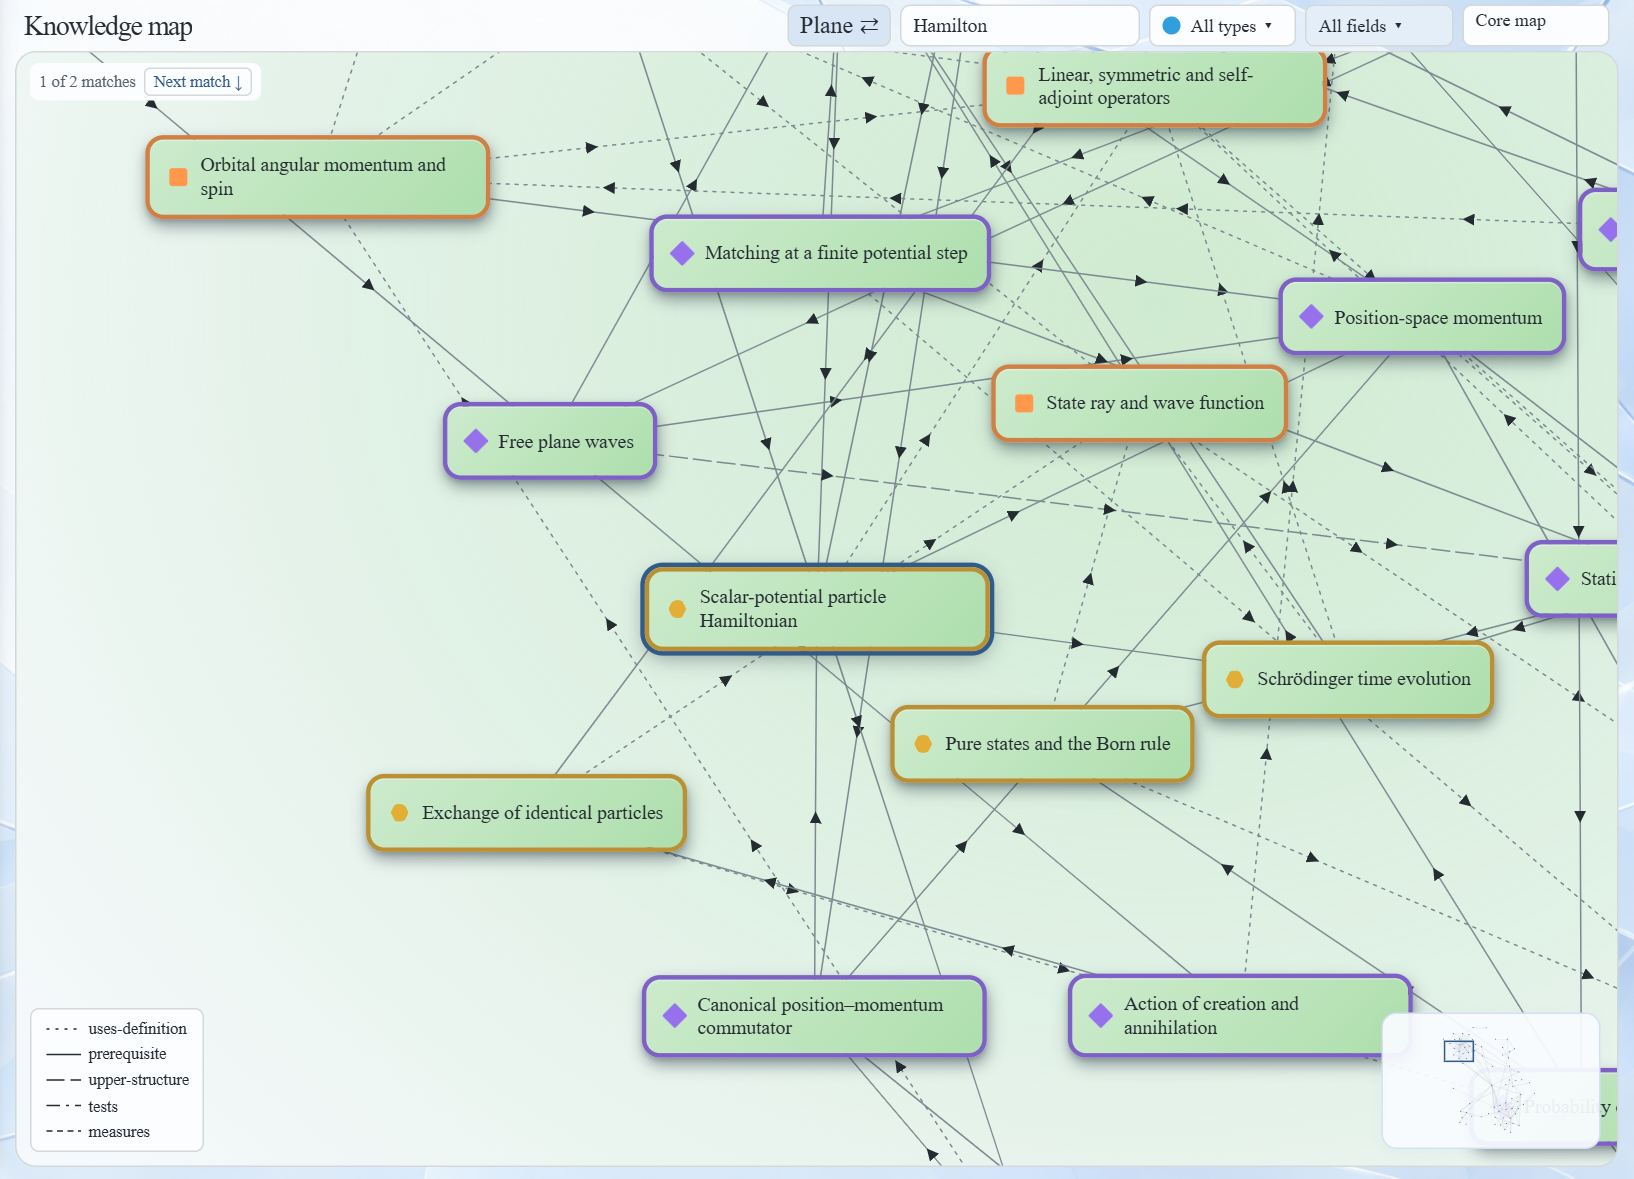 Knowledge map
Plane ⇄
Hamilton
All types ▾
All fields ▾
Core map
1 of 2 matches
Next match ↓
Linear, symmetric and self-
adjoint operators
Orbital angular momentum and
spin
Matching at a finite potential step
Position-space momentum
State ray and wave function
Free plane waves
Stati
Scalar-potential particle
Hamiltonian
Schrödinger time evolution
Pure states and the Born rule
Exchange of identical particles
Canonical position–momentum
commutator
Action of creation and
annihilation
Probability
uses-definition
prerequisite
upper-structure
tests
measures